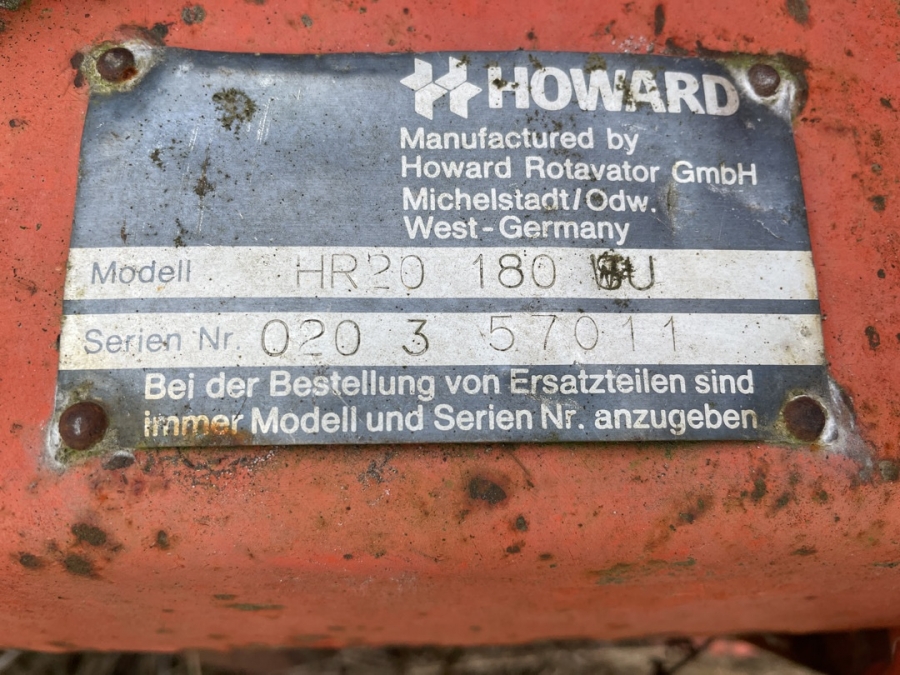 HOWARD
Manufactured by
Howard Rotavator GmbH
Michelstadt/Odw.
West-Germany
Modell HR20 180
Serien Nr. 020 3 57011
Bei der Bestellung von Ersatzteilen sind
immer Modell und Serien Nr. anzugeben